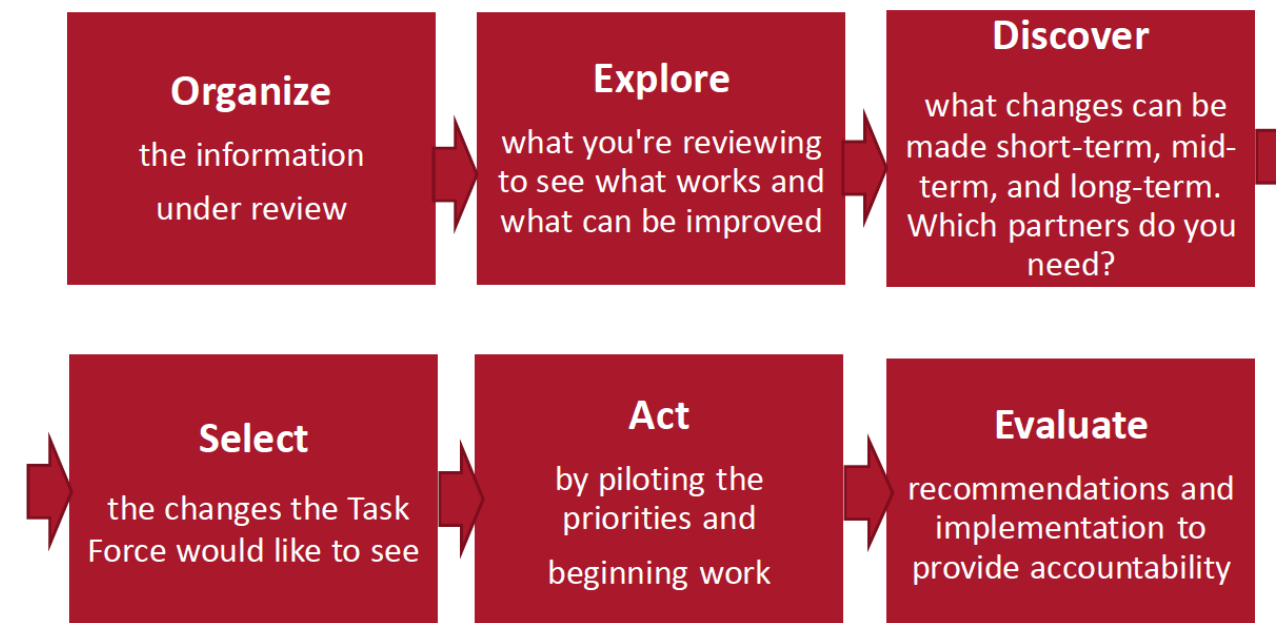 Organize
the information
under review
Explore
what you're reviewing
to see what works and
what can be improved
Discover
what changes can be
made short-term, mid-
term, and long-term.
Which partners do you
need?
Select
the changes the Task
Force would like to see
Act
by piloting the
priorities and
beginning work
Evaluate
recommendations and
implementation to
provide accountability